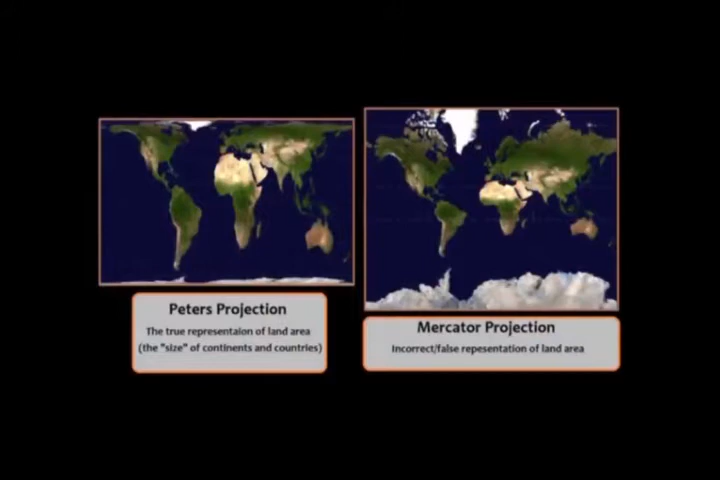 Peters Projection
The true representaion of land area
(the "size" of continents and countries)
Mercator Projection
Incorrect/false repesentation of land area